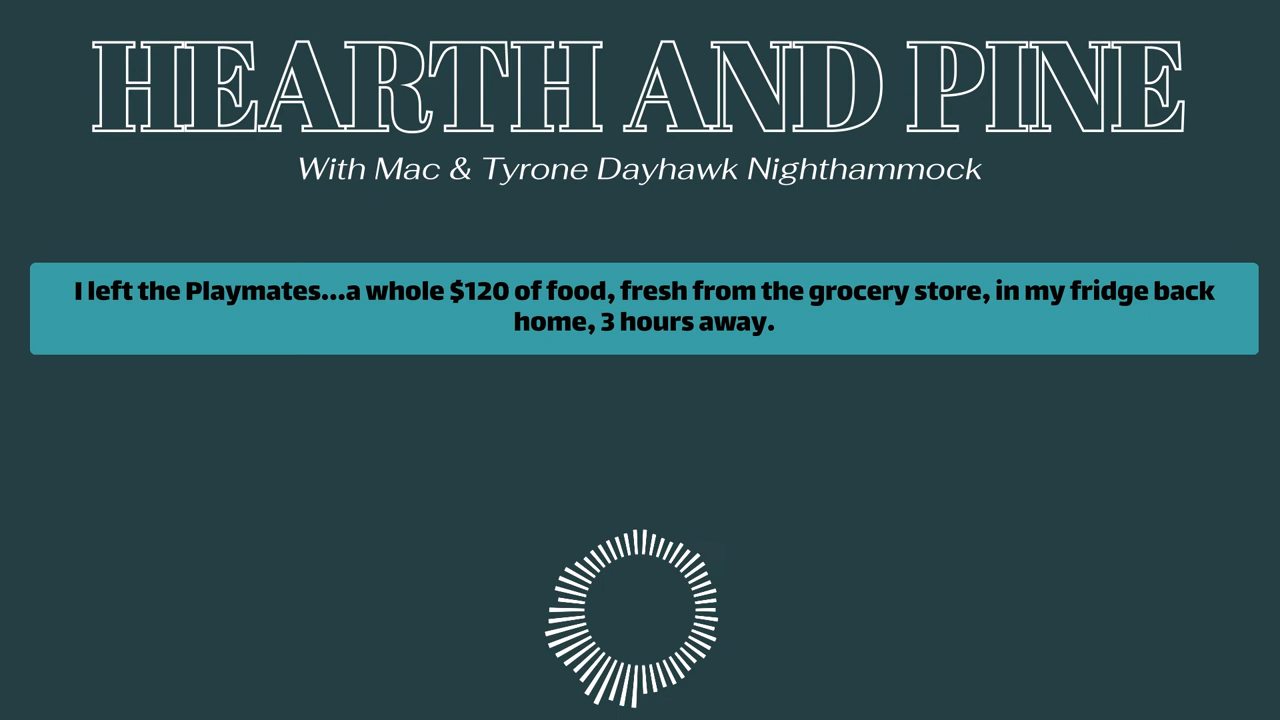 HEARTH AND PINE
With Mac & Tyrone Dayhawk Nighthammock
I left the Playmates...a whole $120 of food, fresh from the grocery store, in my fridge back
home, 3 hours away.